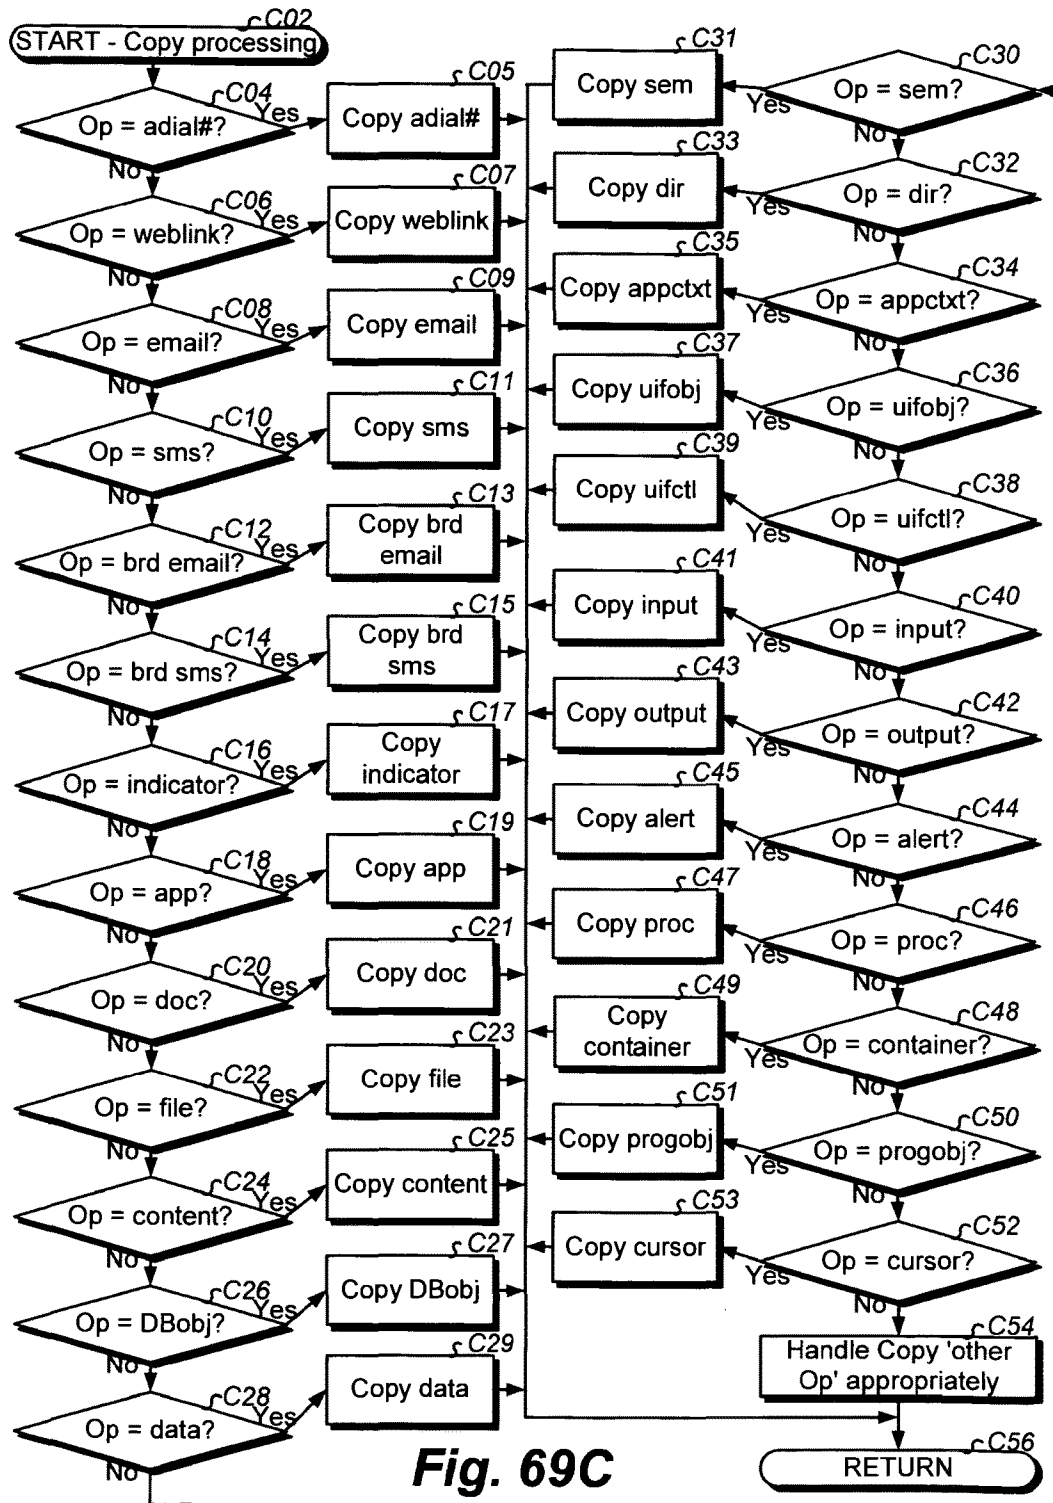 C02
START - Copy processing
C04
Op = adial#?
Yes
No
C05
Copy adial#
C06
Op = weblink?
Yes
No
C07
Copy weblink
C08
Op = email?
Yes
No
C09
Copy email
C10
Op = sms?
Yes
No
C11
Copy sms
C12
Op = brd email?
Yes
No
C13
Copy brd
email
C14
Op = brd sms?
Yes
No
C15
Copy brd
sms
C16
Op = indicator?
Yes
No
C17
Copy
indicator
C18
Op = app?
Yes
No
C19
Copy app
C20
Op = doc?
Yes
No
C21
Copy doc
C22
Op = file?
Yes
No
C23
Copy file
C24
Op = content?
Yes
No
C25
Copy content
C26
Op = DBobj?
Yes
No
C27
Copy DBobj
C28
Op = data?
Yes
No
C29
Copy data
C30
Op = sem?
Yes
No
C31
Copy sem
C32
Op = dir?
Yes
No
C33
Copy dir
C34
Op = appctxt?
Yes
No
C35
Copy appctxt
C36
Op = uifobj?
Yes
No
C37
Copy uifobj
C38
Op = uifctl?
Yes
No
C39
Copy uifctl
C40
Op = input?
Yes
No
C41
Copy input
C42
Op = output?
Yes
No
C43
Copy output
C44
Op = alert?
Yes
No
C45
Copy alert
C46
Op = proc?
Yes
No
C47
Copy proc
C48
Op = container?
Yes
No
C49
Copy
container
C50
Op = progobj?
Yes
No
C51
Copy progobj
C52
Op = cursor?
Yes
No
C53
Copy cursor
C54
Handle Copy 'other
Op' appropriately
C56
RETURN
Fig. 69C